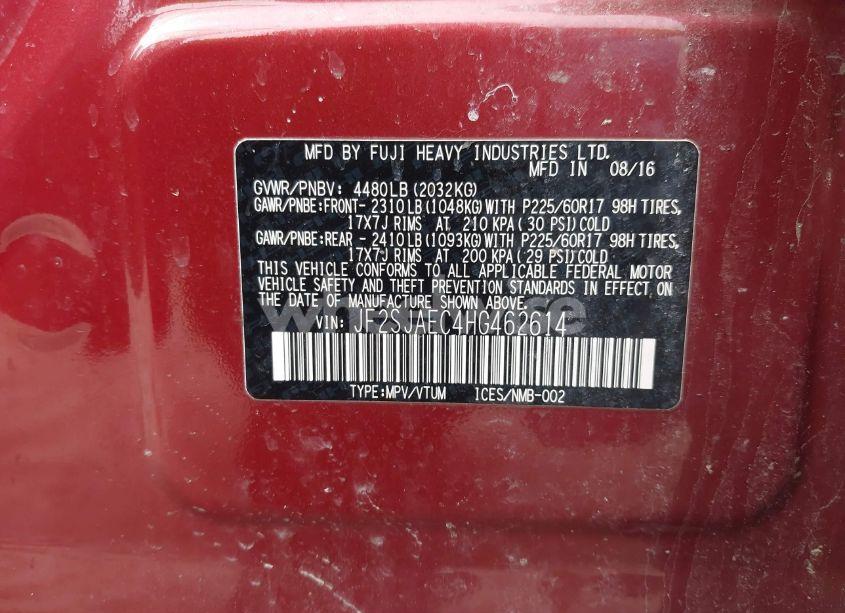 MFD BY FUJI HEAVY INDUSTRIES LTD.
MFD IN 08/16
GVWR/PNBV: 4480LB(2032KG)
GAWR/PNBE:FRONT- 2310LB(1048KG)WITH P225/60R17 98H TIRES,
17X7J RIMS AT 210 KPA(30 PSI)COLD
GAWR/PNBE:REAR - 2410LB(1093KG)WITH P225/60R17 98H TIRES,
17X7J RIMS AT 200 KPA(29 PSI)COLD
THIS VEHICLE CONFORMS TO ALL APPLICABLE FEDERAL MOTOR
VEHICLE SAFETY AND THEFT PREVENTION STANDARDS IN EFFECT ON
THE DATE OF MANUFACTURE SHOWN ABOVE.
VIN: JF2SJAEC4HG462614
TYPE:MPV/VTUM ICES/NMB-002